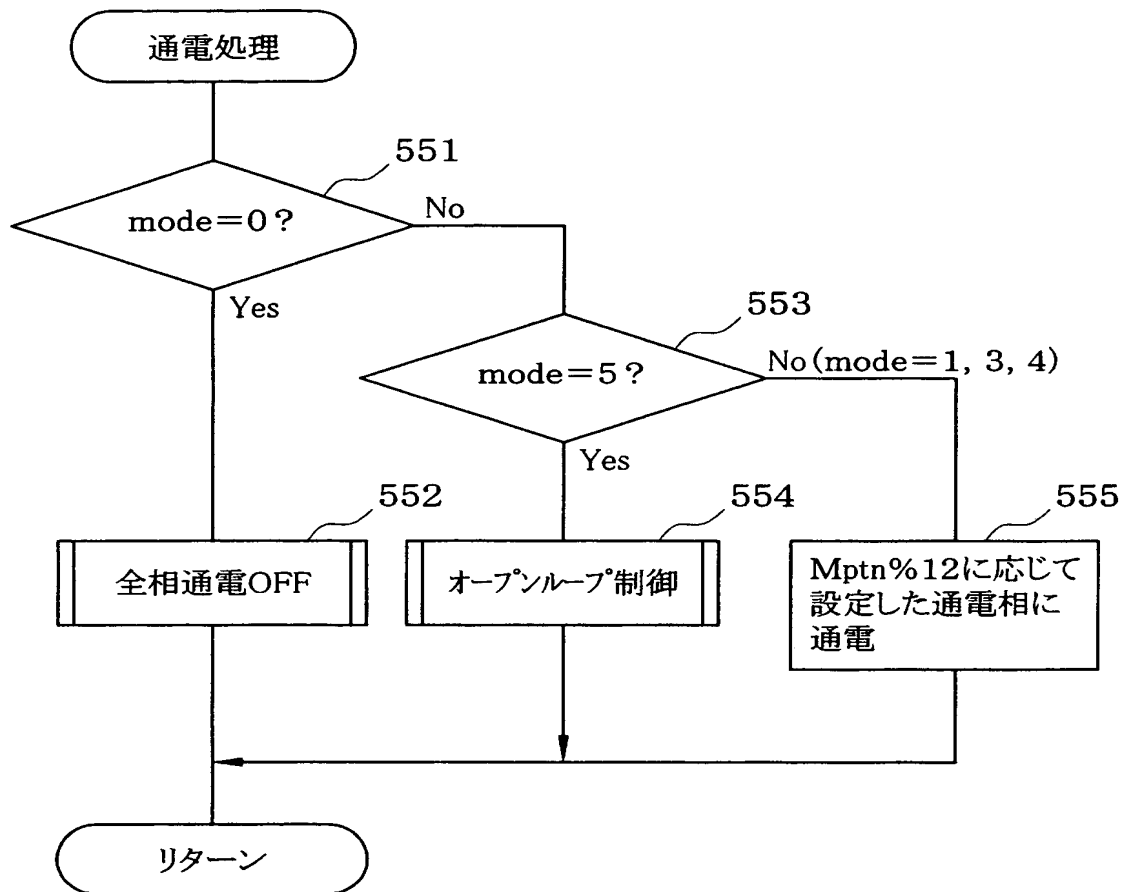 通電処理
551
mode=0?
No
Yes
553
mode=5?
No(mode=1, 3, 4)
Yes
552
全相通電OFF
554
オープンループ制御
555
Mptn%12に応じて
設定した通電相に
通電
リターン